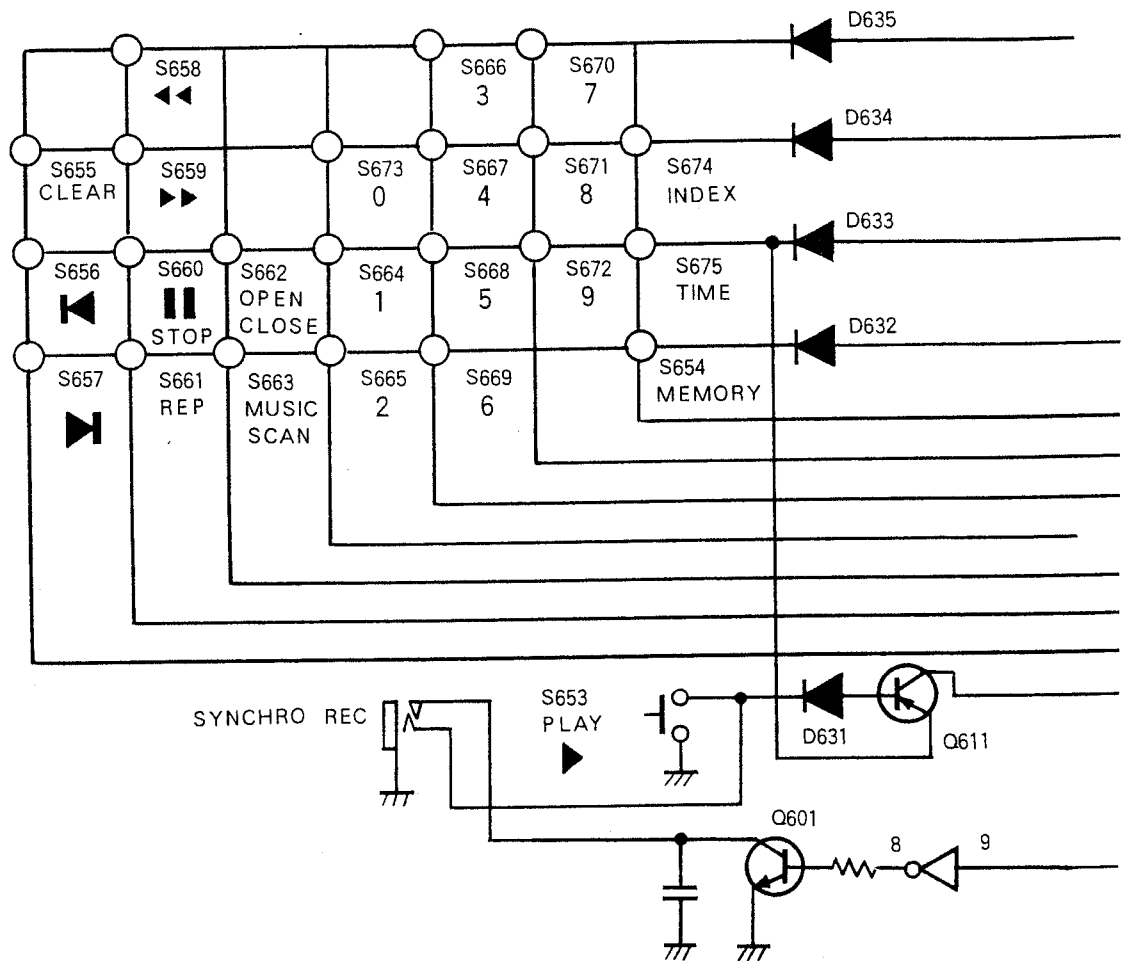 D635
S658
S666
3
S670
7
D634
S655
CLEAR
S659
S673
0
S667
4
S671
8
S674
INDEX
D633
S656
S660
STOP
S662
OPEN
CLOSE
S664
1
S668
5
S672
9
S675
TIME
D632
S657
S661
REP
S663
MUSIC
SCAN
S665
2
S669
6
S654
MEMORY
SYNCHRO REC
S653
PLAY
D631
Q611
Q601
8
9